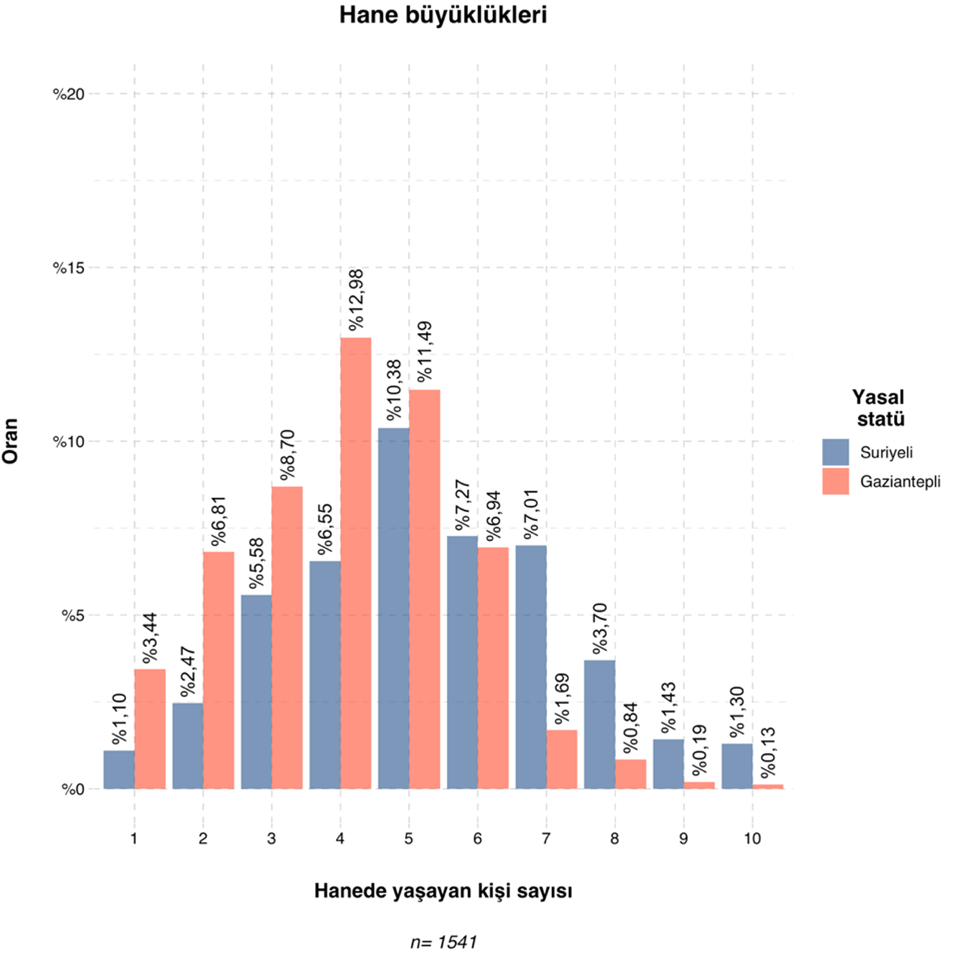 Hane büyüklükleri
%20
%15
%10
%5
%0
Oran
%1,10
%3,44
%2,47
%6,81
%5,58
%8,70
%6,55
%12,98
%10,38
%11,49
%7,27
%6,94
%7,01
%1,69
%3,70
%0,84
%1,43
%0,19
%1,30
%0,13
Yasal
statü
Suriyeli
Gaziantepli
1 2 3 4 5 6 7 8 9 10
Hanede yaşayan kişi sayısı
n= 1541